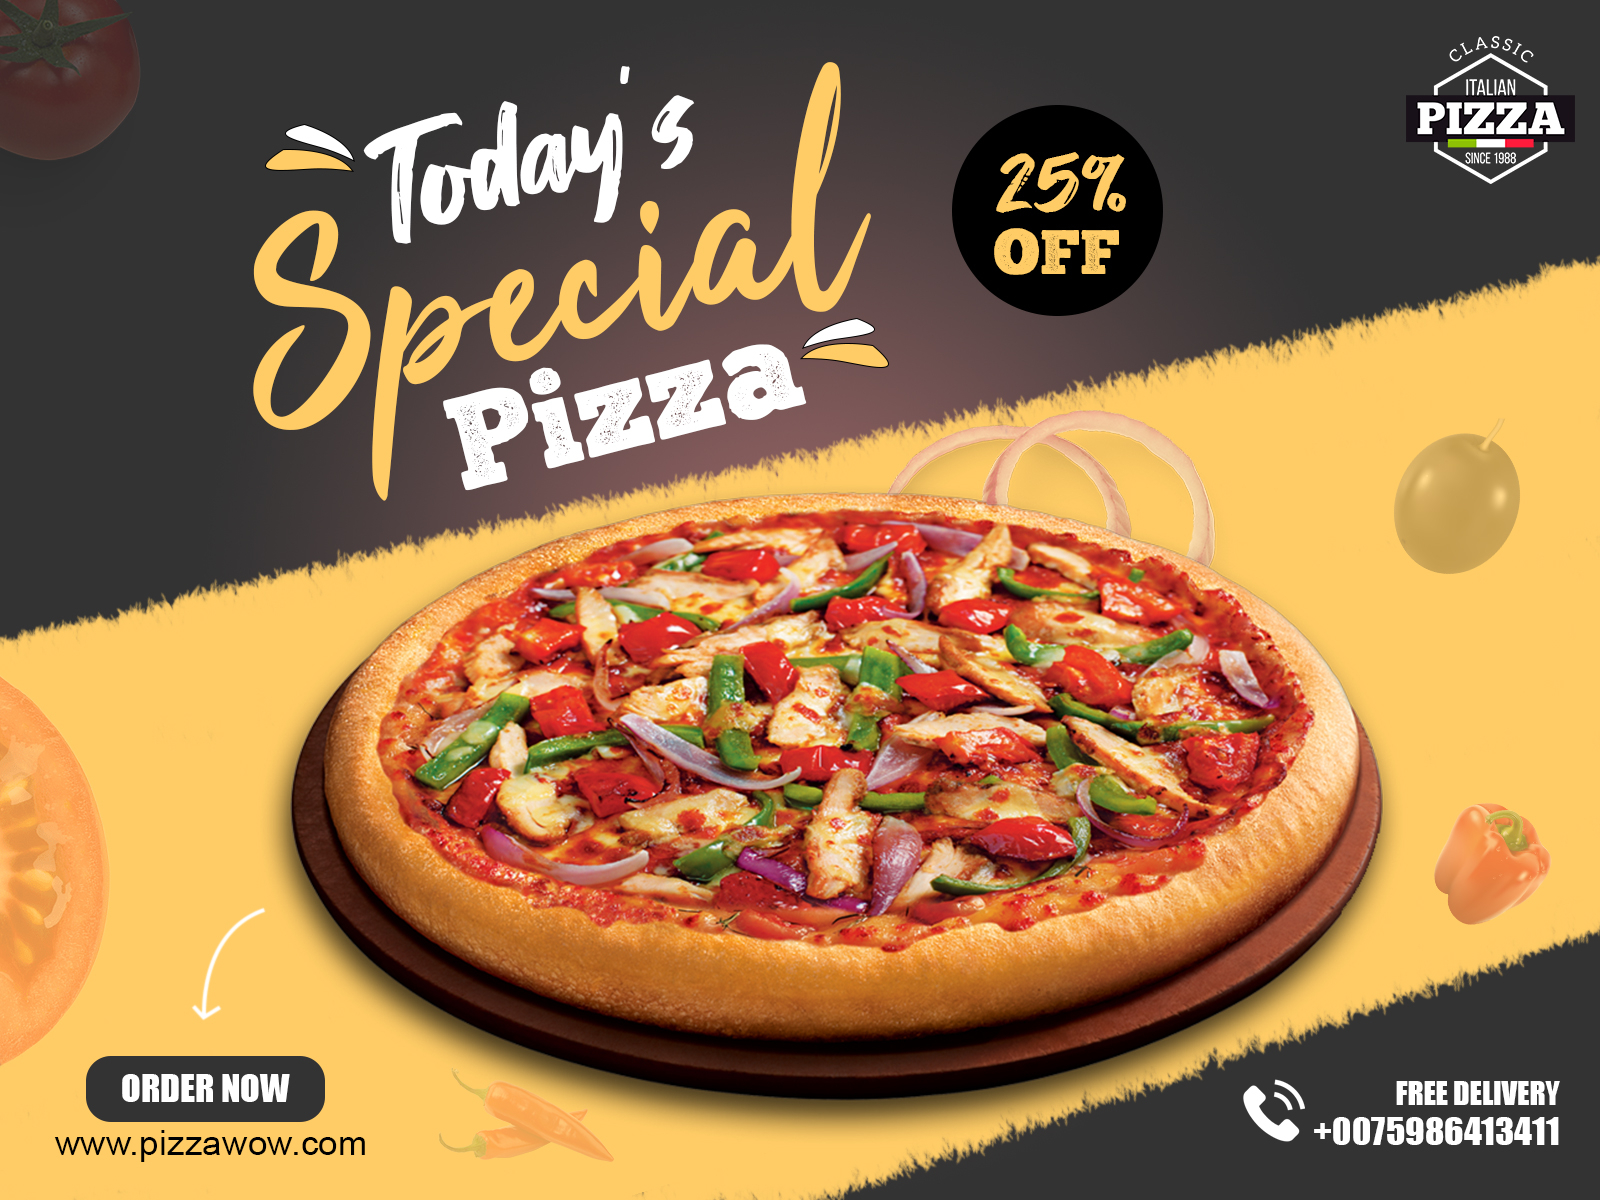 Today's
Special
Pizza
25%
OFF
CLASSIC
ITALIAN
PIZZA
SINCE 1988
ORDER NOW
www.pizzawow.com
FREE DELIVERY
+0075986413411